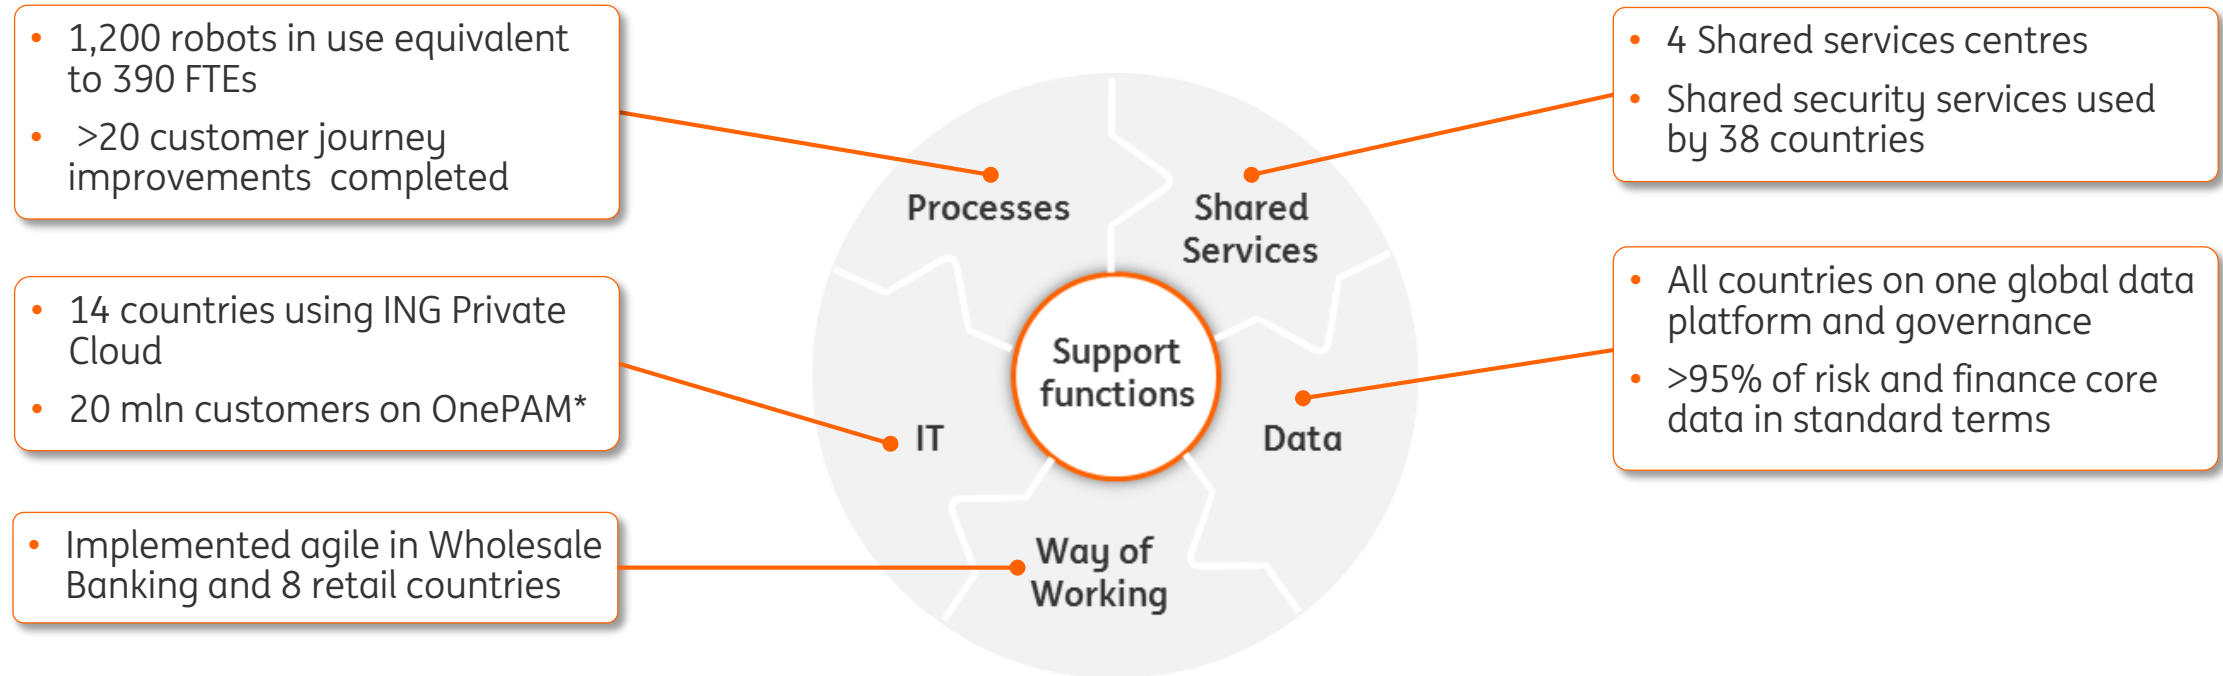 • 1,200 robots in use equivalent
to 390 FTEs
• >20 customer journey
improvements completed
• 14 countries using ING Private
Cloud
• 20 mln customers on OnePAM*
• Implemented agile in Wholesale
Banking and 8 retail countries
Processes
Shared
Services
Support
functions
IT
Data
Way of
Working
• 4 Shared services centres
• Shared security services used
by 38 countries
• All countries on one global data
platform and governance
• >95% of risk and finance core
data in standard terms